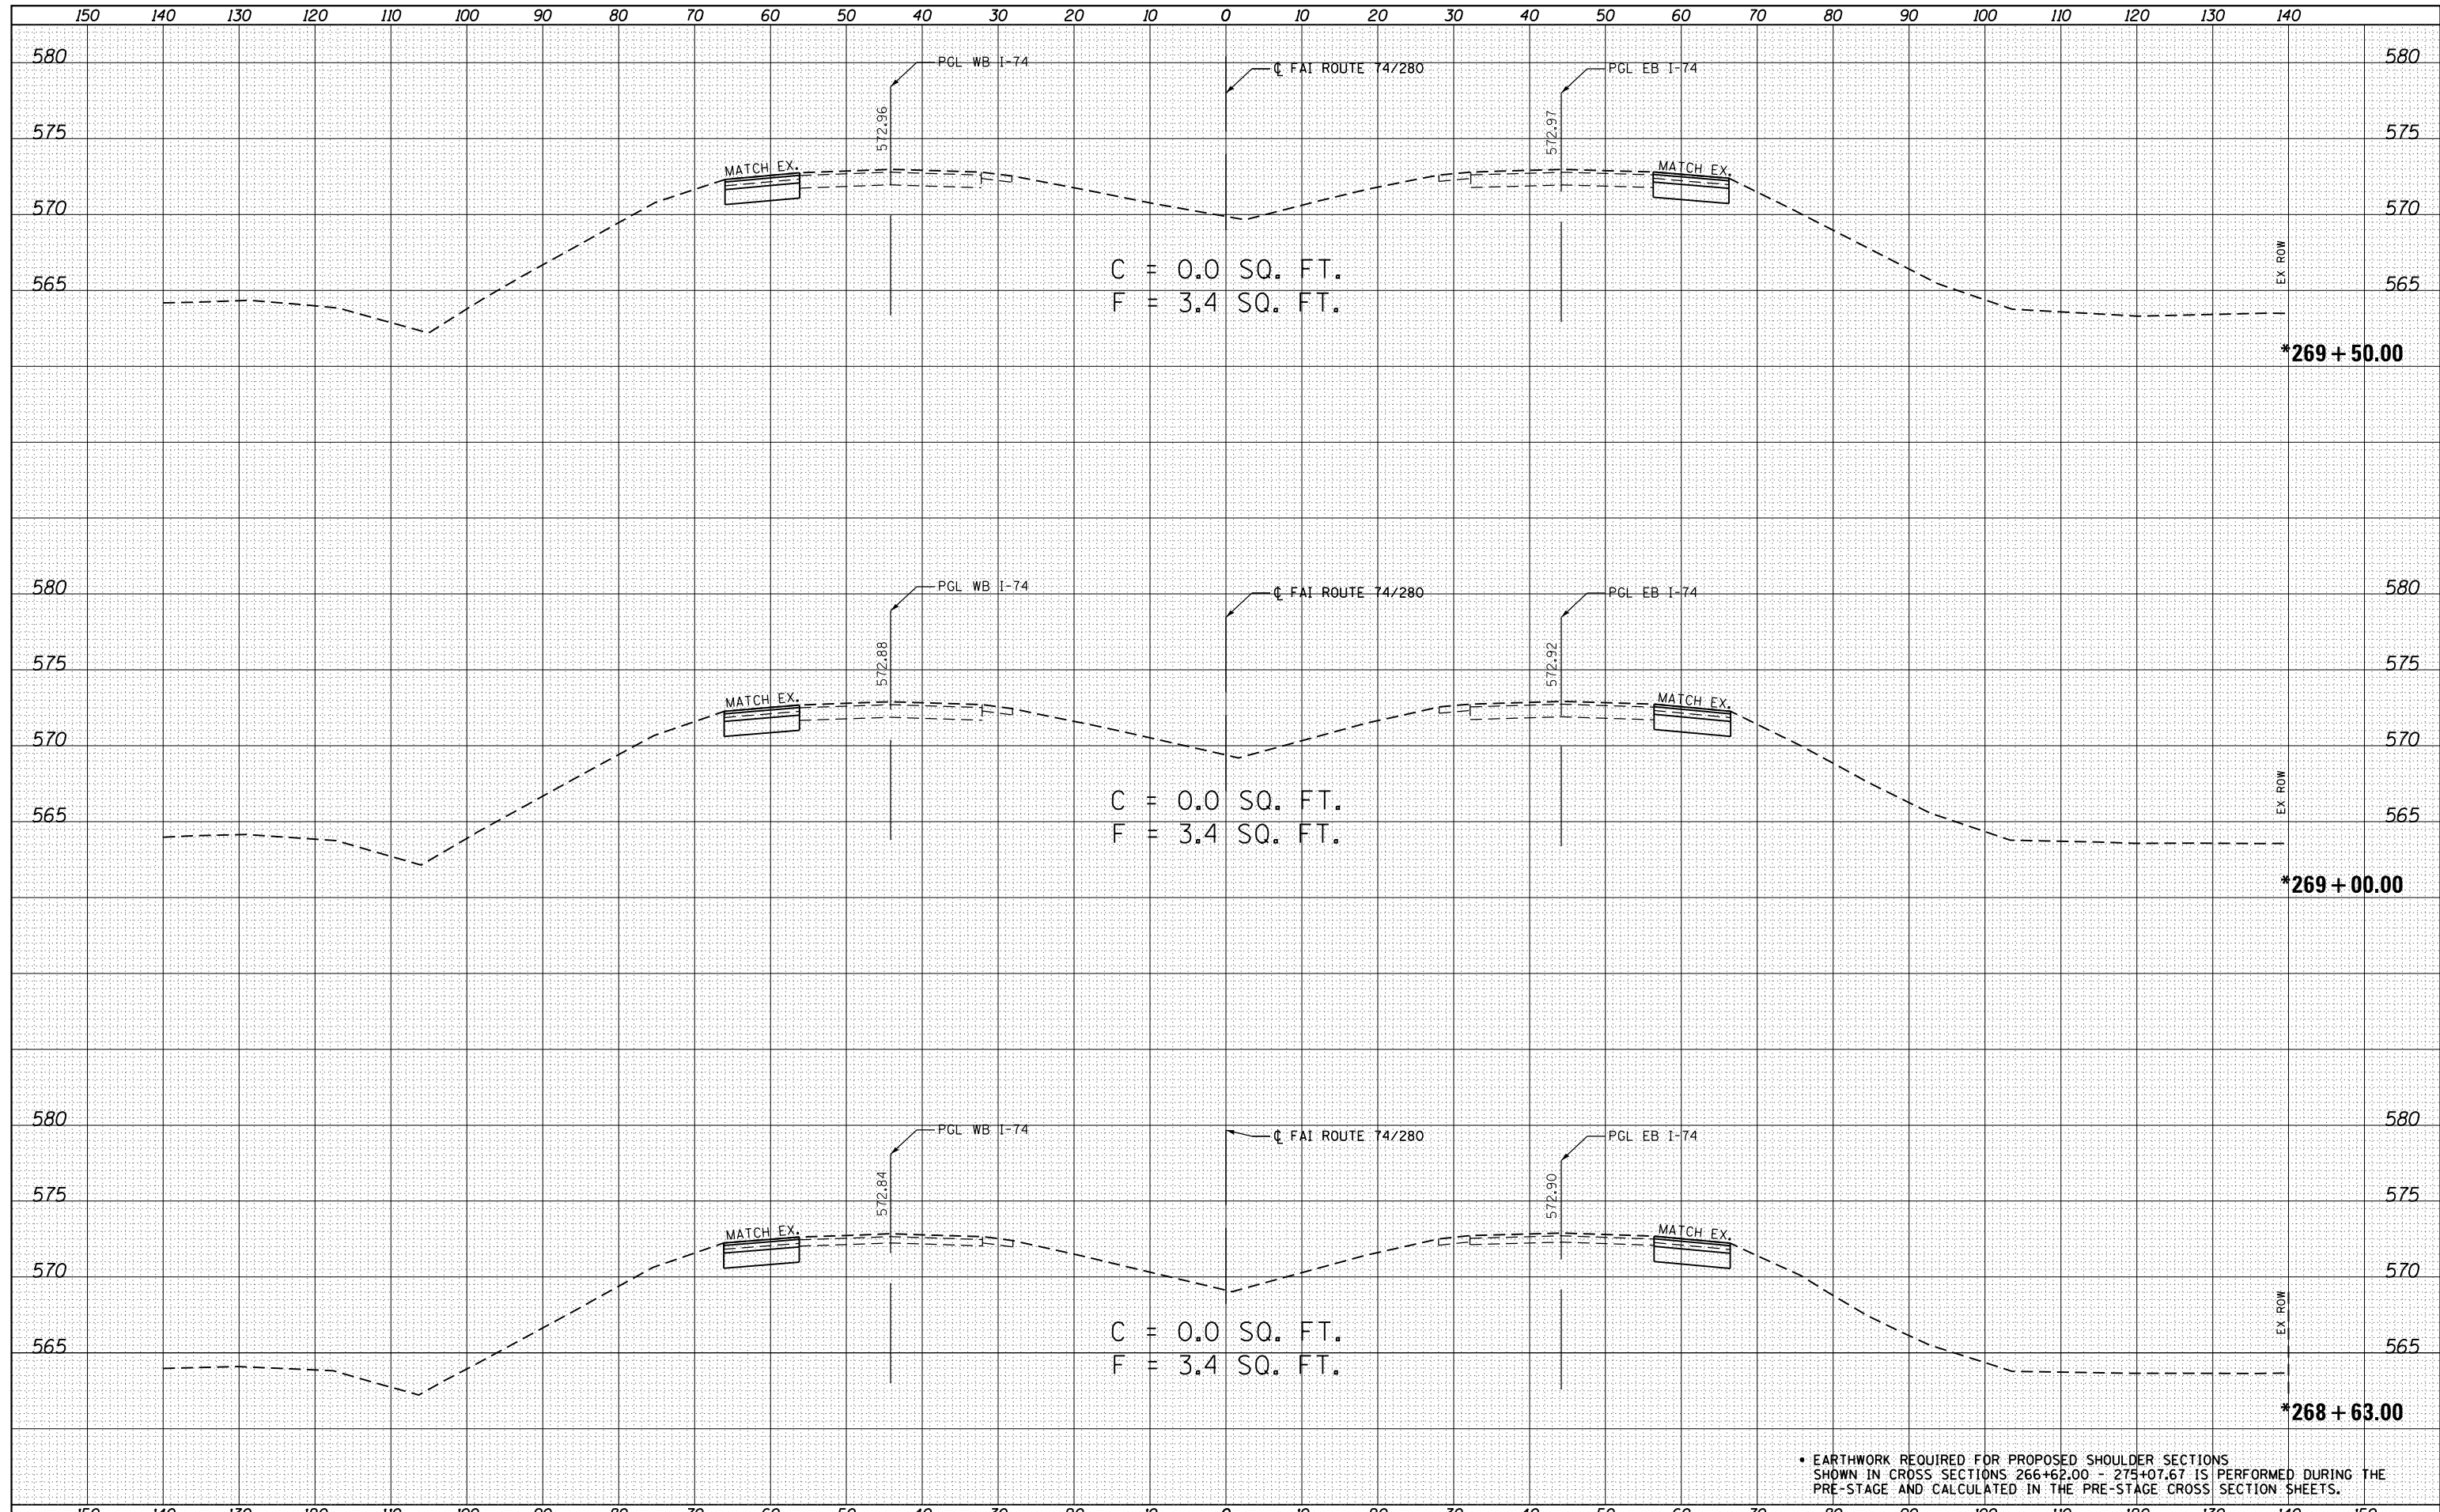 150 140 130 120 110 100 90 80 70 60 50 40 30 20 10 0 10 20 30 40 50 60 70 80 90 100 110 120 130 140
580 580
PGL WB I-74
℄ FAI ROUTE 74/280
PGL EB I-74
572.96
572.97
575 575
MATCH EX.
MATCH EX.
570 570
C = 0.0 SQ. FT.
F = 3.4 SQ. FT.
EX ROW
565 565
*269 + 50.00
580 580
PGL WB I-74
℄ FAI ROUTE 74/280
PGL EB I-74
572.88
572.92
575 575
MATCH EX.
MATCH EX.
570 570
C = 0.0 SQ. FT.
F = 3.4 SQ. FT.
EX ROW
565 565
*269 + 00.00
580 580
PGL WB I-74
℄ FAI ROUTE 74/280
PGL EB I-74
572.84
572.90
575 575
MATCH EX.
MATCH EX.
570 570
C = 0.0 SQ. FT.
F = 3.4 SQ. FT.
EX ROW
565 565
*268 + 63.00
• EARTHWORK REQUIRED FOR PROPOSED SHOULDER SECTIONS
SHOWN IN CROSS SECTIONS 266+62.00 - 275+07.67 IS PERFORMED DURING THE
PRE-STAGE AND CALCULATED IN THE PRE-STAGE CROSS SECTION SHEETS.